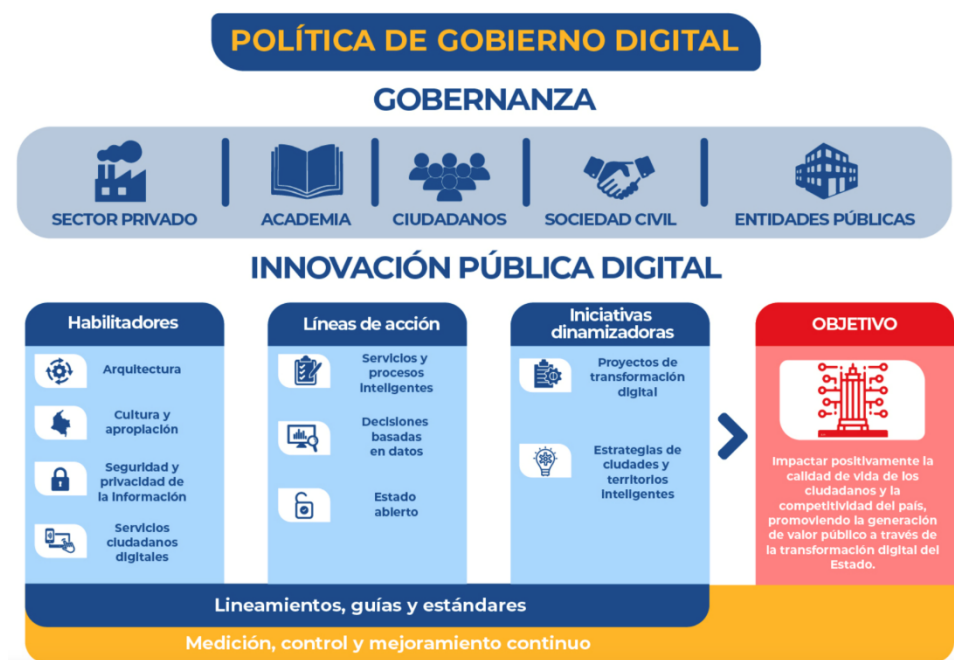 POLÍTICA DE GOBIERNO DIGITAL
GOBERNANZA
SECTOR PRIVADO
ACADEMIA
CIUDADANOS
SOCIEDAD CIVIL
ENTIDADES PÚBLICAS
INNOVACIÓN PÚBLICA DIGITAL
Habilitadores
Arquitectura
Cultura y
apropiación
Seguridad y
privacidad de
la Información
Servicios
ciudadanos
digitales
Líneas de acción
Servicios y
procesos
Inteligentes
Decisiones
basadas
en datos
Estado
abierto
Iniciativas
dinamizadoras
Proyectos de
transformación
digital
Estrategias de
ciudades y
territorios
Inteligentes
OBJETIVO
Impactar positivamente la
calidad de vida de los
ciudadanos y la
competitividad del país,
promoviendo la generación
de valor público a través de
la transformación digital del
Estado.
Lineamientos, guías y estándares
Medición, control y mejoramiento continuo